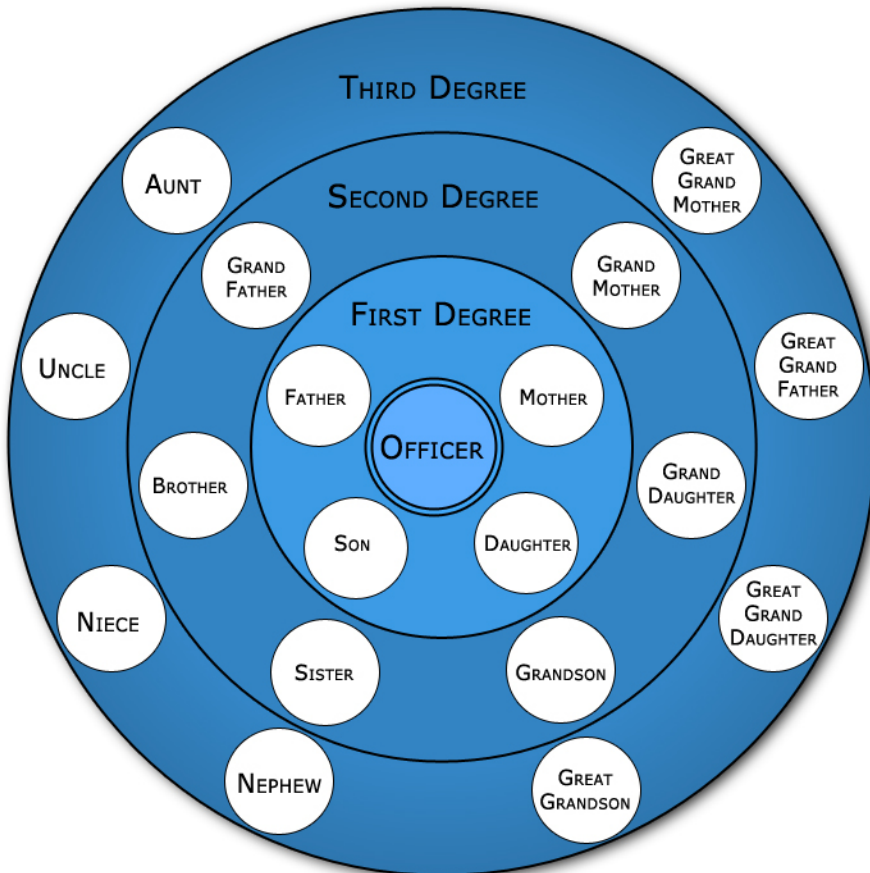 Third Degree
Aunt
Great
Grand
Mother
Second Degree
Grand
Father
Grand
Mother
First Degree
Uncle
Great
Grand
Father
Father
Mother
Officer
Brother
Grand
Daughter
Son
Daughter
Niece
Great
Grand
Daughter
Sister
Grandson
Nephew
Great
Grandson